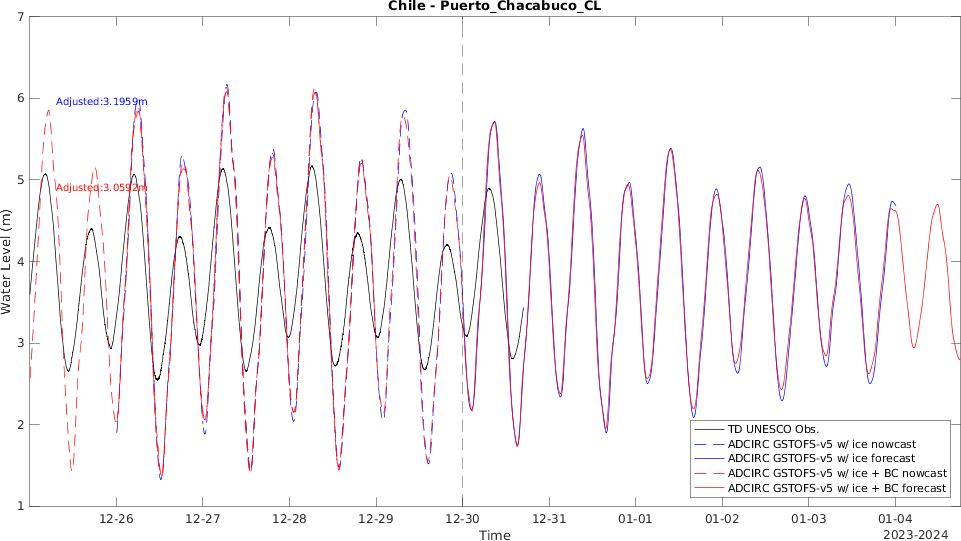 Chile - Puerto_Chacabuco_CL
7
6
5
4
3
2
1
Water Level (m)
Adjusted:3.1959m
Adjusted:3.0592m
TD UNESCO Obs.
ADCIRC GSTOFS-v5 w/ ice nowcast
ADCIRC GSTOFS-v5 w/ ice forecast
ADCIRC GSTOFS-v5 w/ ice + BC nowcast
ADCIRC GSTOFS-v5 w/ ice + BC forecast
12-26 12-27 12-28 12-29 12-30 12-31 01-01 01-02 01-03 01-04
2023-2024
Time